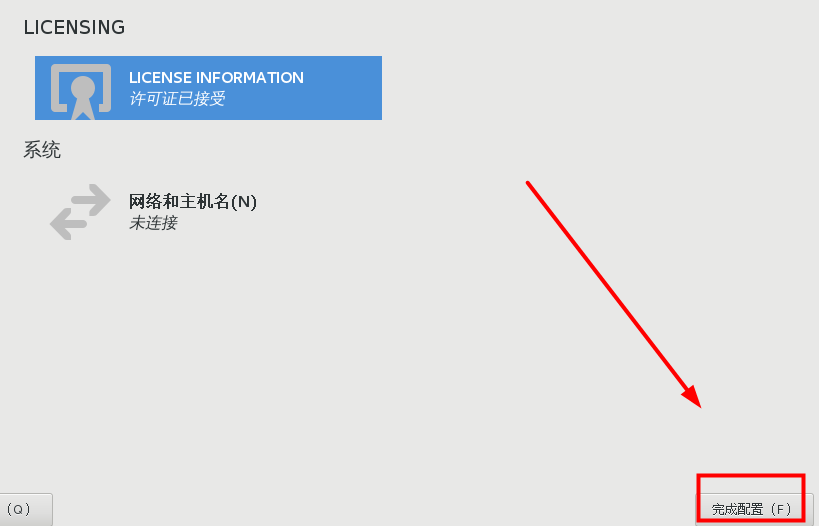 LICENSING
LICENSE INFORMATION
许可证已接受
系统
网络和主机名(N)
未连接
(Q)
完成配置（F）